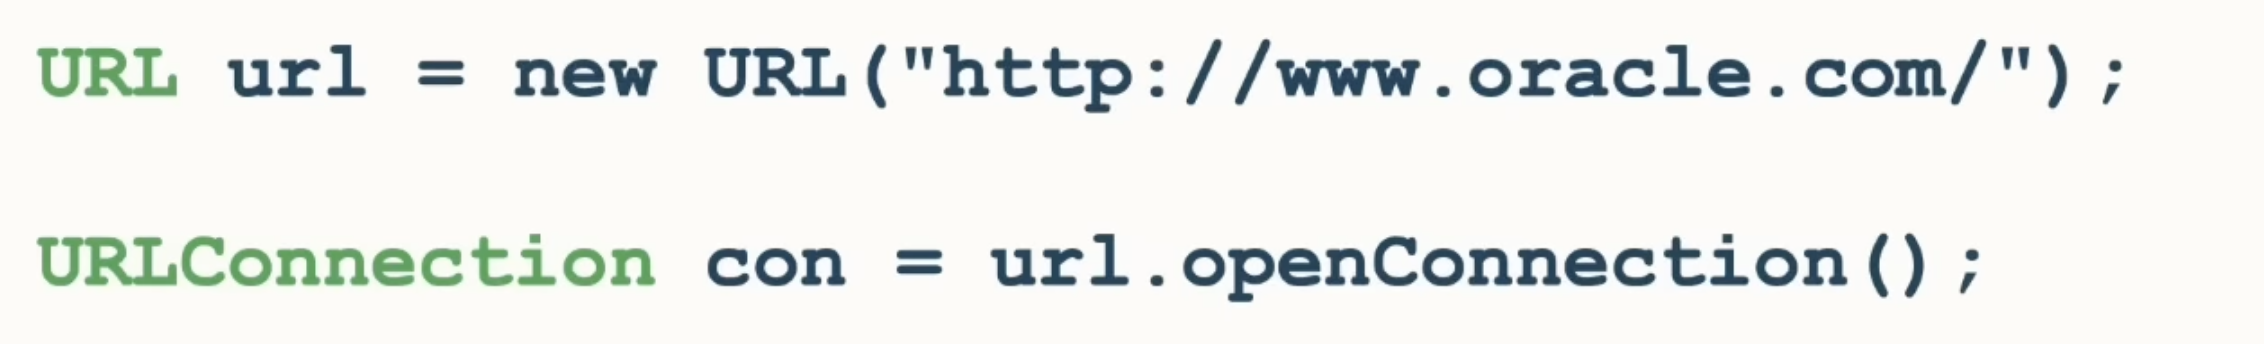 URL url = new URL("http://www.oracle.com/");
URLConnection con = url.openConnection();